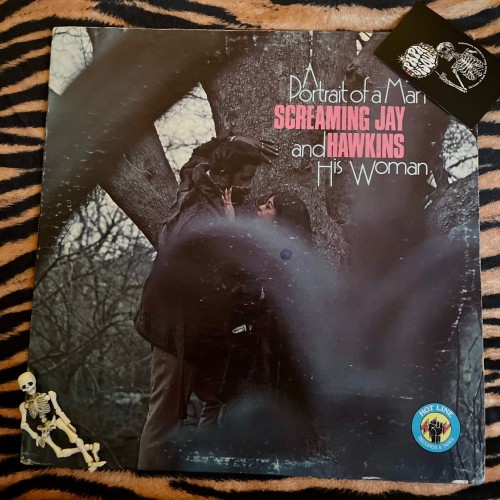 A
Portrait of a Man
SCREAMING JAY
and HAWKINS
His Woman
HOT LINE